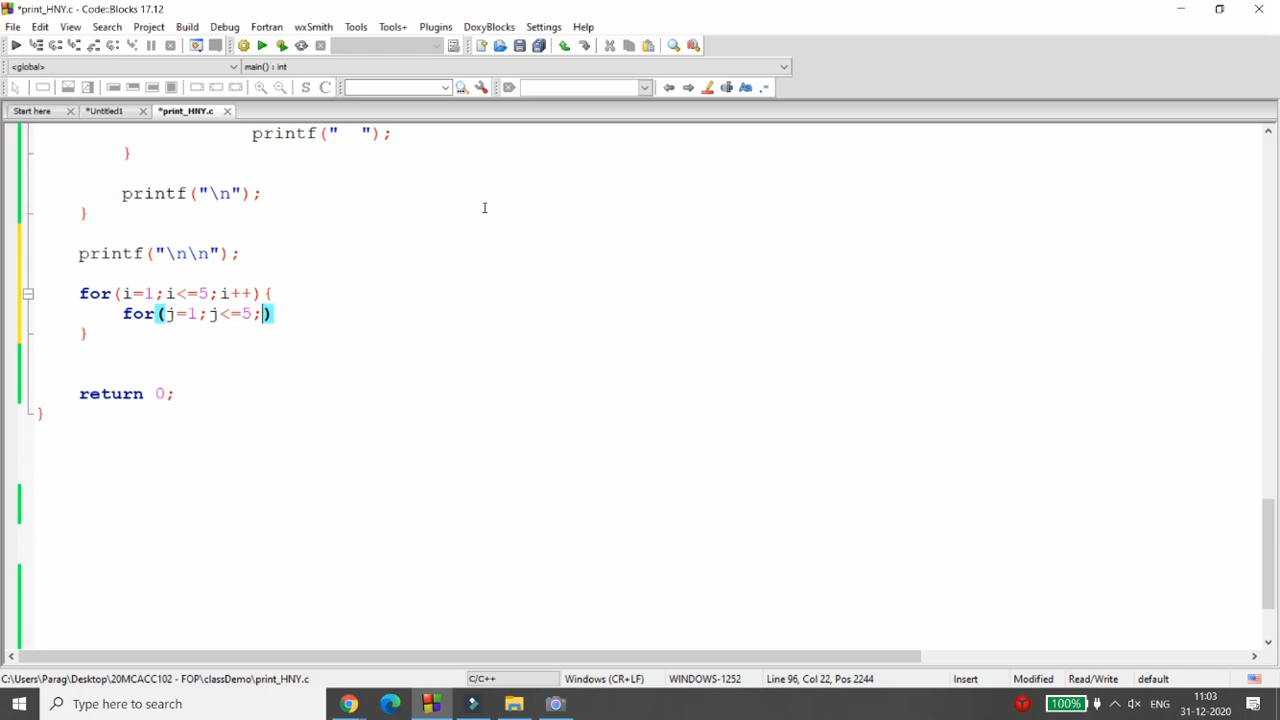 *print_HNY.c - Code::Blocks 17.12
File Edit View Search Project Build Debug Fortran wxSmith Tools Tools+ Plugins DoxyBlocks Settings Help
<global> main() : int
S C
Start here *Untitled1 *print_HNY.c
printf("  ");
}
printf("\n");
}
printf("\n\n");
for(i=1;i<=5;i++){
for(j=1;j<=5;)
}
return 0;
}
C:\Users\Parag\Desktop\20MCACC102 - FOP\classDemo\print_HNY.c C/C++ Windows (CR+LF) WINDOWS-1252 Line 96, Col 22, Pos 2244 Insert Modified Read/Write default
Type here to search 100% ENG 11:03
31-12-2020